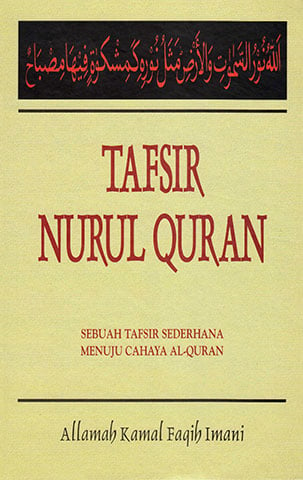 اللهُ نُورُ السَّمٰوٰتِ وَالْأَرْضِ مَثَلُ نُورِهِ كَمِشْكٰوةٍ فِيهَا مِصْبَاحٌ
TAFSIR
NURUL QURAN
SEBUAH TAFSIR SEDERHANA
MENUJU CAHAYA AL-QURAN
Allamah Kamal Faqih Imani